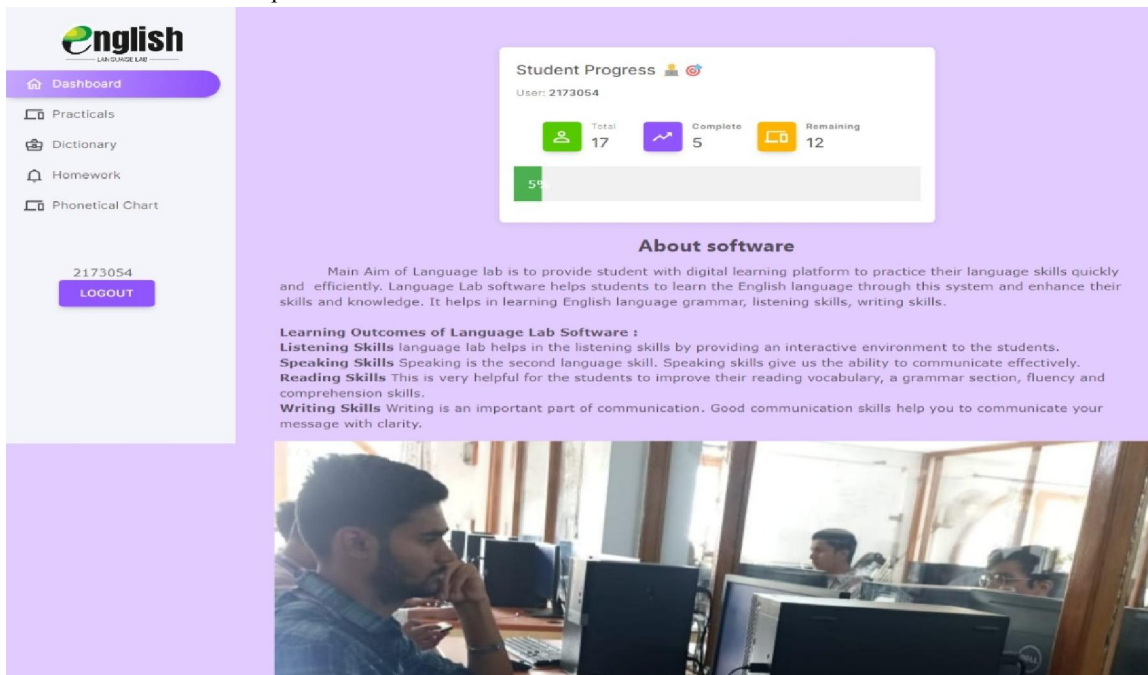 english
LANGUAGE LAB
Dashboard
Practicals
Dictionary
Homework
Phonetical Chart
2173054
LOGOUT
Student Progress
User: 2173054
Total
17
Complete
5
Remaining
12
5%
About software
Main Aim of Language lab is to provide student with digital learning platform to practice their language skills quickly
and efficiently. Language Lab software helps students to learn the English language through this system and enhance their
skills and knowledge. It helps in learning English language grammar, listening skills, writing skills.
Learning Outcomes of Language Lab Software :
Listening Skills language lab helps in the listening skills by providing an interactive environment to the students.
Speaking Skills Speaking is the second language skill. Speaking skills give us the ability to communicate effectively.
Reading Skills This is very helpful for the students to improve their reading vocabulary, a grammar section, fluency and
comprehension skills.
Writing Skills Writing is an important part of communication. Good communication skills help you to communicate your
message with clarity.
DELL